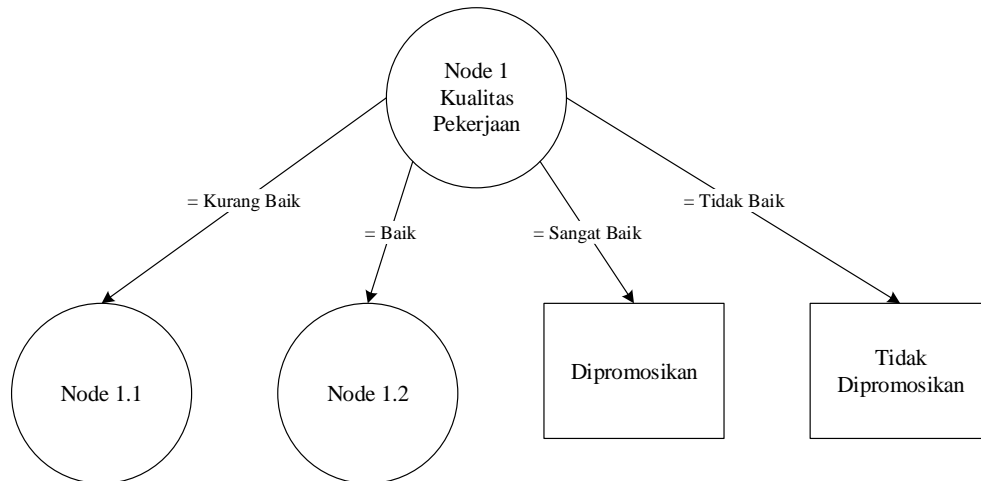 Node 1
Kualitas
Pekerjaan
= Kurang Baik
= Baik
= Sangat Baik
= Tidak Baik
Node 1.1
Node 1.2
Dipromosikan
Tidak
Dipromosikan